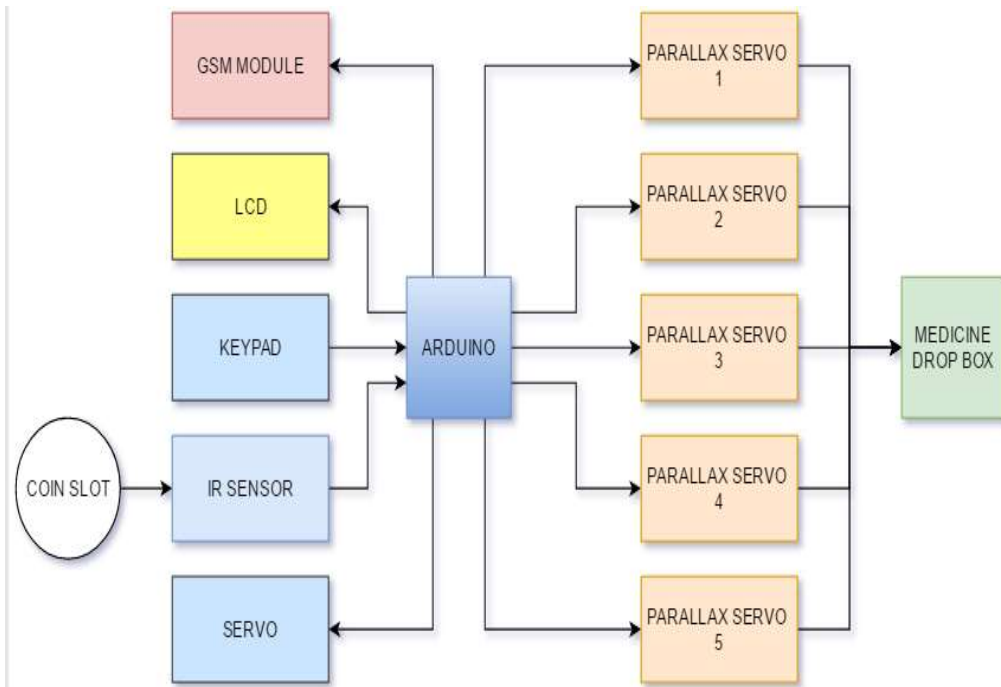 GSM MODULE
LCD
KEYPAD
COIN SLOT
IR SENSOR
SERVO
ARDUINO
PARALLAX SERVO
1
PARALLAX SERVO
2
PARALLAX SERVO
3
PARALLAX SERVO
4
PARALLAX SERVO
5
MEDICINE
DROP BOX